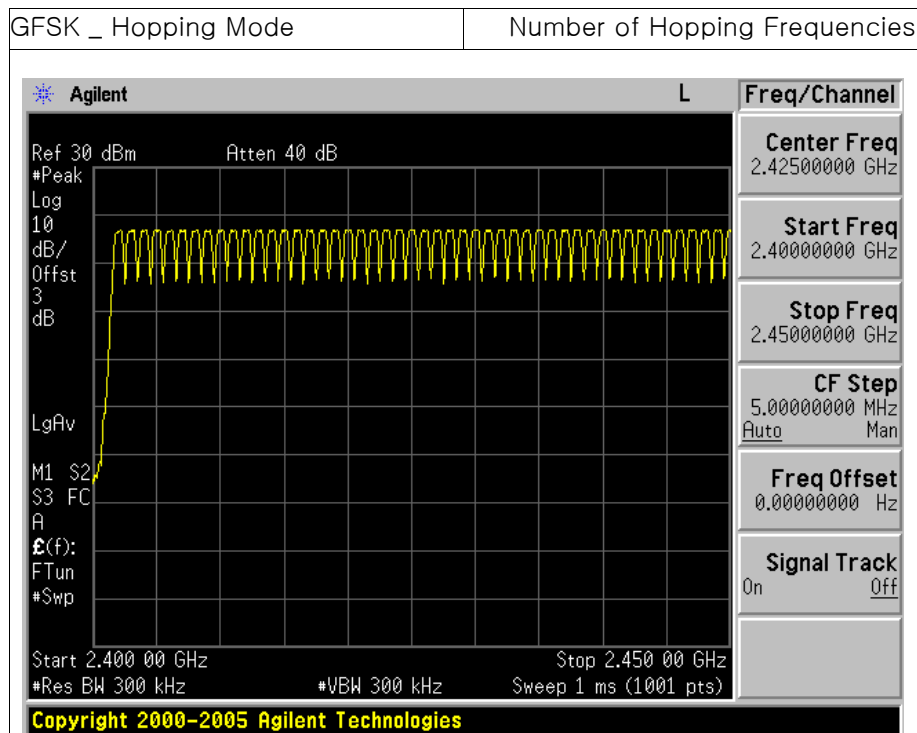 GFSK _ Hopping Mode
Number of Hopping Frequencies
Agilent
L
Freq/Channel
Ref 30 dBm
Atten 40 dB
#Peak
Log
10
dB/
Offst
3
dB
LgAv
M1 S2
S3 FC
A
£(f):
FTun
#Swp
Start 2.400 00 GHz
Stop 2.450 00 GHz
#Res BW 300 kHz
#VBW 300 kHz
Sweep 1 ms (1001 pts)
Center Freq
2.42500000 GHz
Start Freq
2.40000000 GHz
Stop Freq
2.45000000 GHz
CF Step
5.00000000 MHz
Auto Man
Freq Offset
0.00000000 Hz
Signal Track
On Off
Copyright 2000-2005 Agilent Technologies